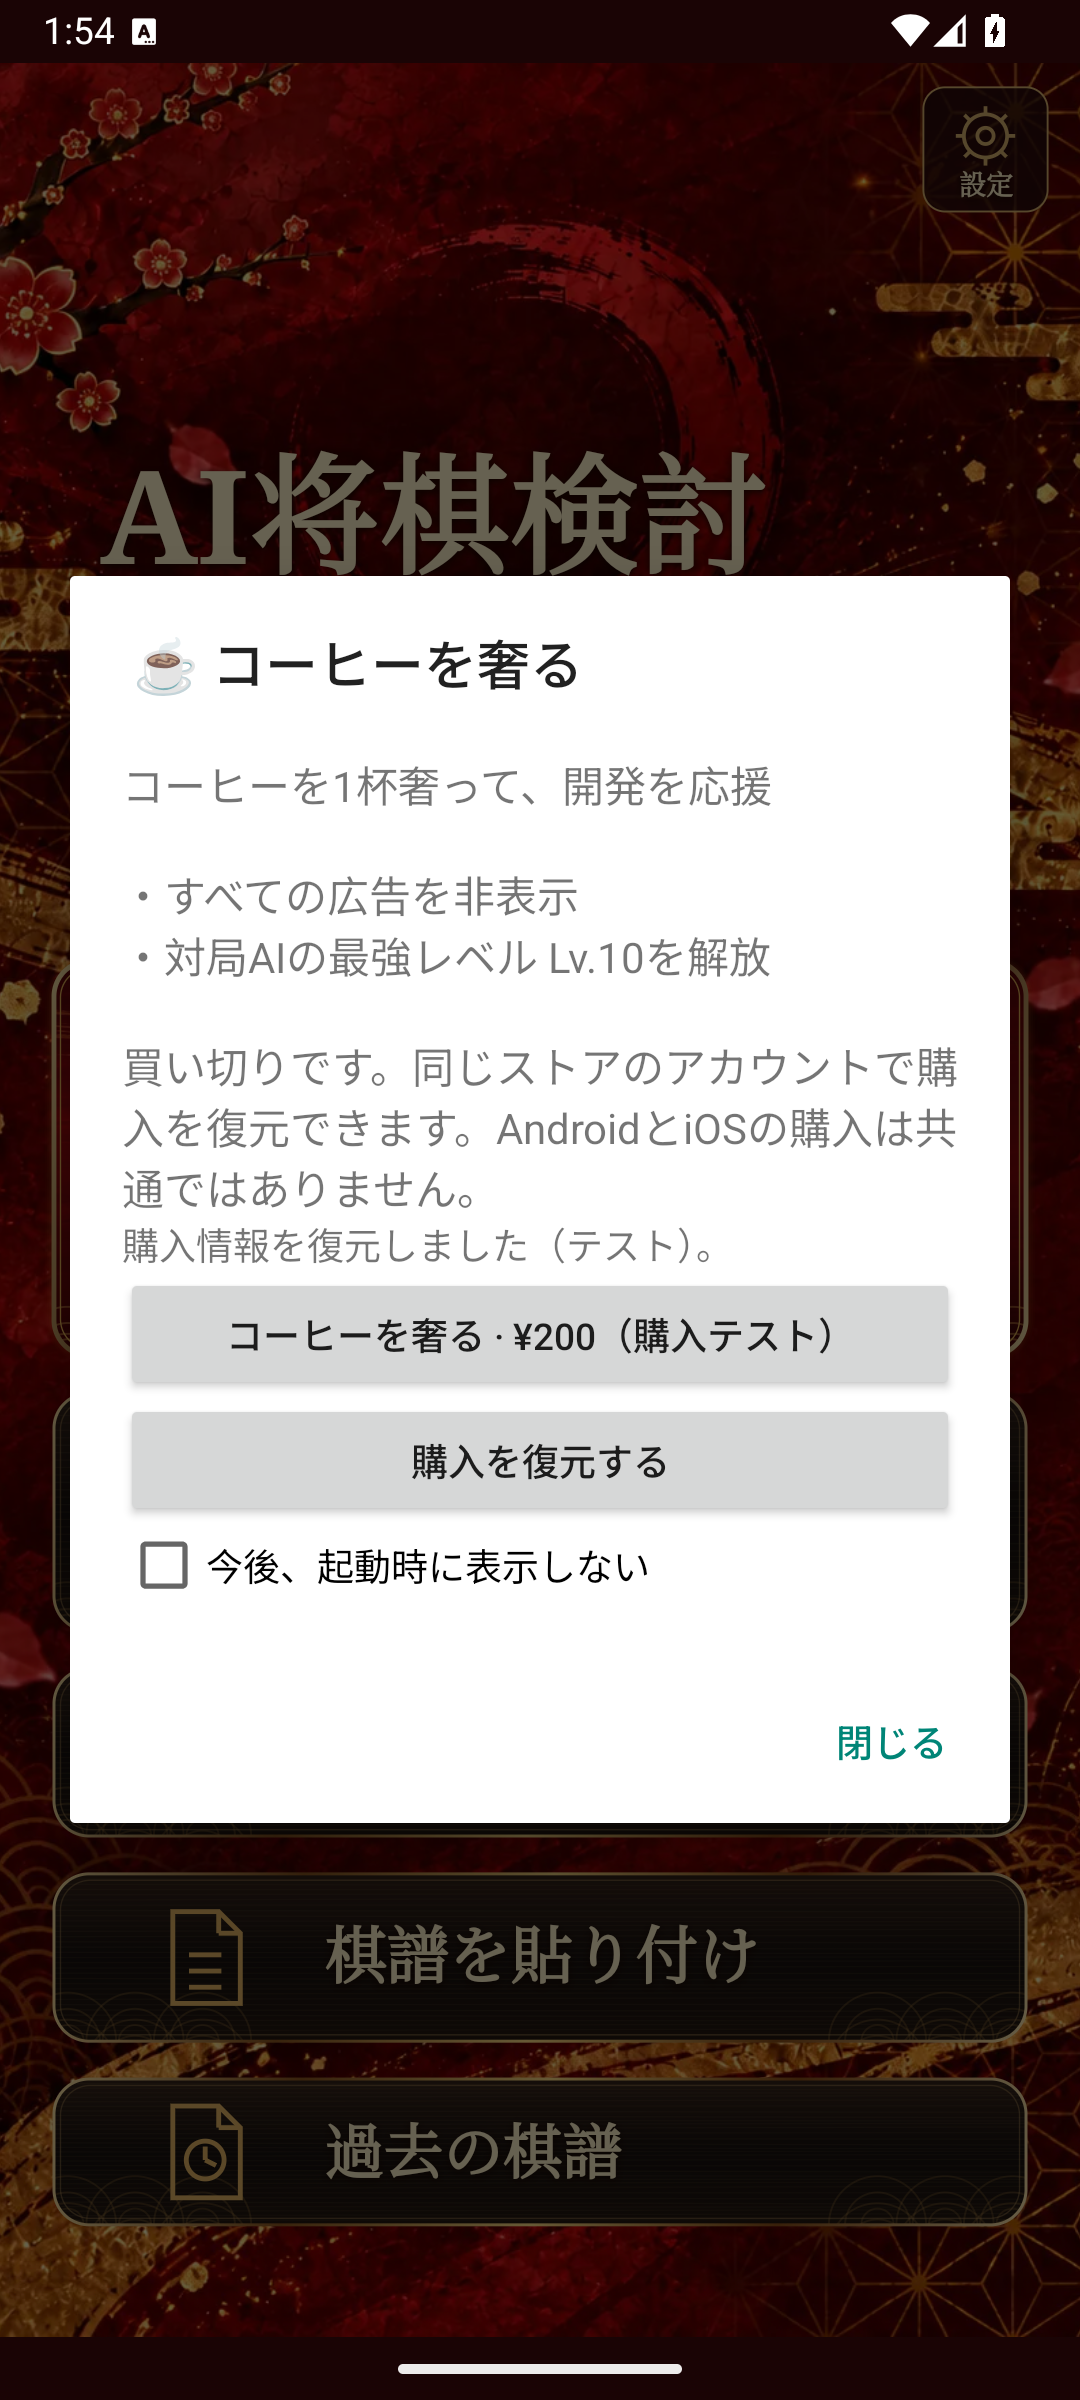 1:54
設定
AI将棋検討
☕ コーヒーを奢る
コーヒーを1杯奢って、開発を応援
・すべての広告を非表示
・対局AIの最強レベル Lv.10を解放
買い切りです。同じストアのアカウントで購
入を復元できます。AndroidとiOSの購入は共
通ではありません。
購入情報を復元しました（テスト）。
コーヒーを奢る · ¥200（購入テスト）
購入を復元する
今後、起動時に表示しない
閉じる
棋譜を貼り付け
過去の棋譜